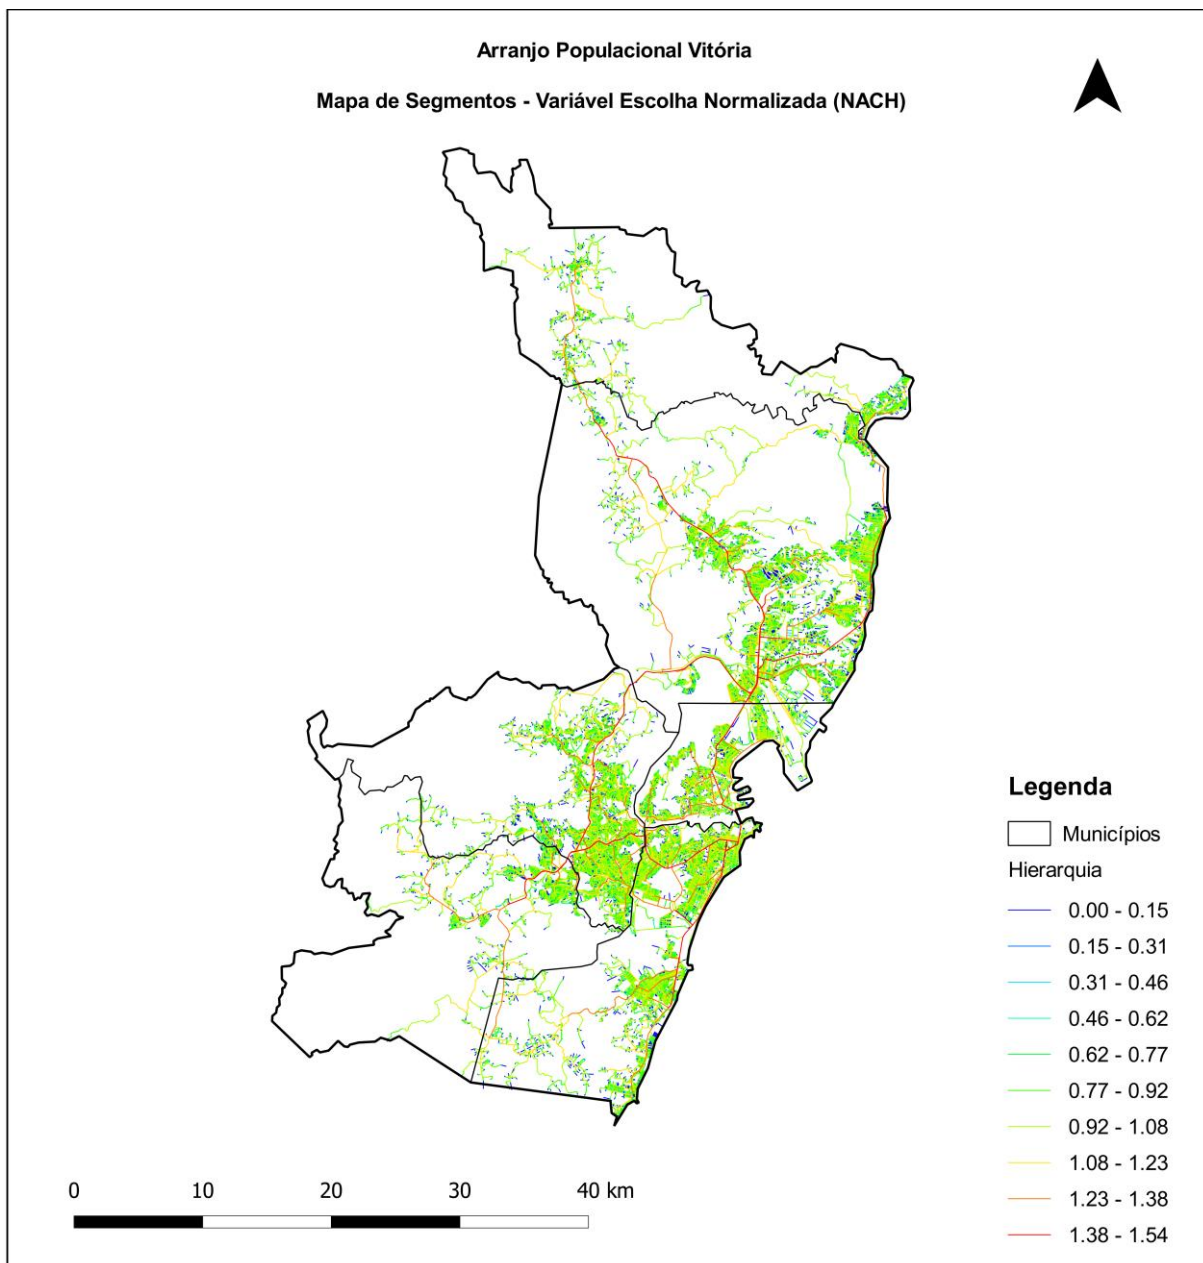 Arranjo Populacional Vitória
Mapa de Segmentos - Variável Escolha Normalizada (NACH)
Legenda
Municípios
Hierarquia
0.00 - 0.15
0.15 - 0.31
0.31 - 0.46
0.46 - 0.62
0.62 - 0.77
0.77 - 0.92
0.92 - 1.08
1.08 - 1.23
1.23 - 1.38
1.38 - 1.54
0 10 20 30 40 km